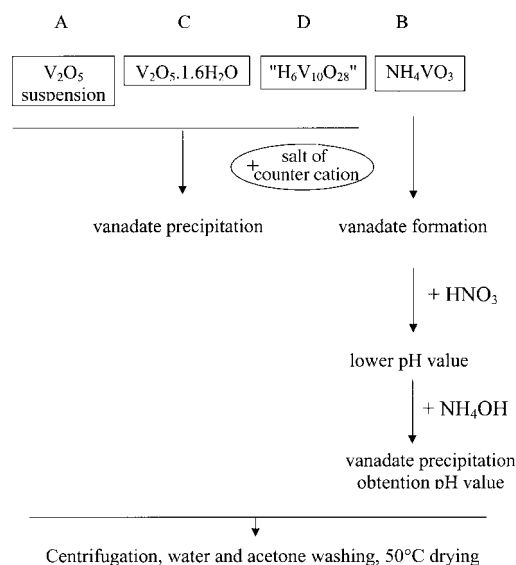 A C D B
V₂O₅ suspension
V₂O₅.1.6H₂O
"H₆V₁₀O₂₈"
NH₄VO₃
+ salt of
counter cation
vanadate precipitation
vanadate formation
+ HNO₃
lower pH value
+ NH₄OH
vanadate precipitation
obtention pH value
Centrifugation, water and acetone washing, 50°C drying